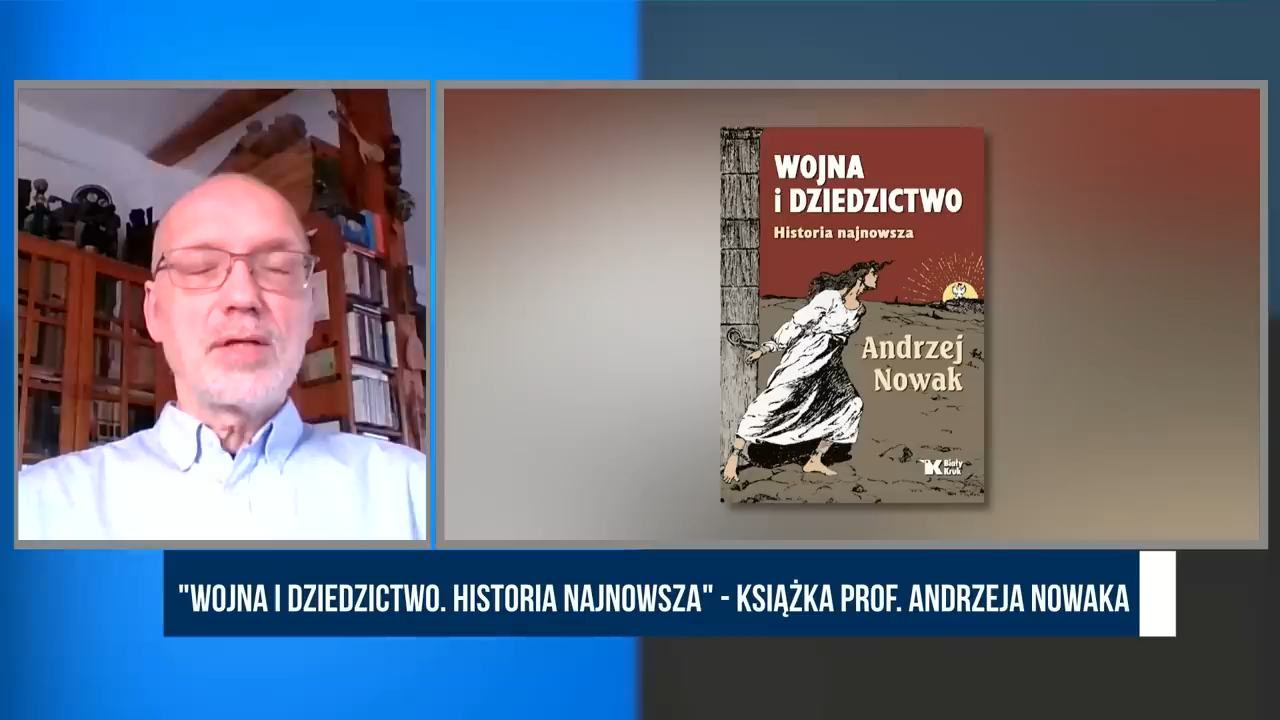 WOJNA
i DZIEDZICTWO
Historia najnowsza
Andrzej
Nowak
Biały
Kruk
"WOJNA I DZIEDZICTWO. HISTORIA NAJNOWSZA" - KSIĄŻKA PROF. ANDRZEJA NOWAKA